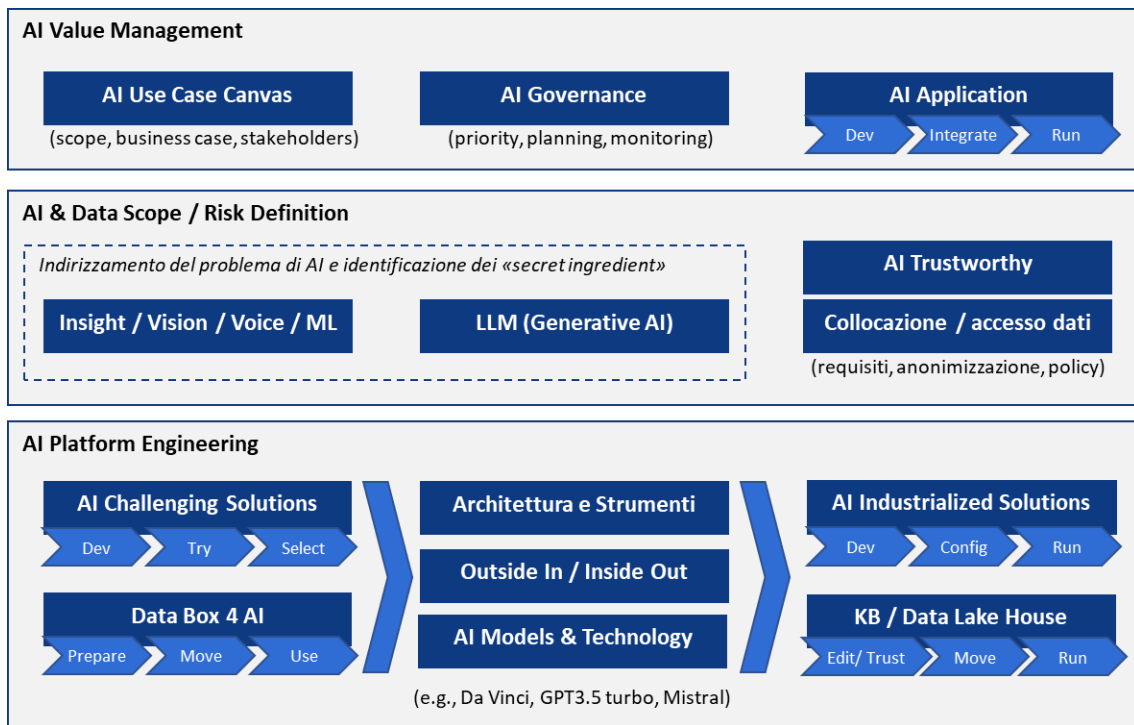 AI Value Management
AI Use Case Canvas
(scope, business case, stakeholders)
AI Governance
(priority, planning, monitoring)
AI Application
Dev
Integrate
Run
AI & Data Scope / Risk Definition
Indirizzamento del problema di AI e identificazione dei «secret ingredient»
Insight / Vision / Voice / ML
LLM (Generative AI)
AI Trustworthy
Collocazione / accesso dati
(requisiti, anonimizzazione, policy)
AI Platform Engineering
AI Challenging Solutions
Dev
Try
Select
Data Box 4 AI
Prepare
Move
Use
Architettura e Strumenti
Outside In / Inside Out
AI Models & Technology
(e.g., Da Vinci, GPT3.5 turbo, Mistral)
AI Industrialized Solutions
Dev
Config
Run
KB / Data Lake House
Edit/ Trust
Move
Run